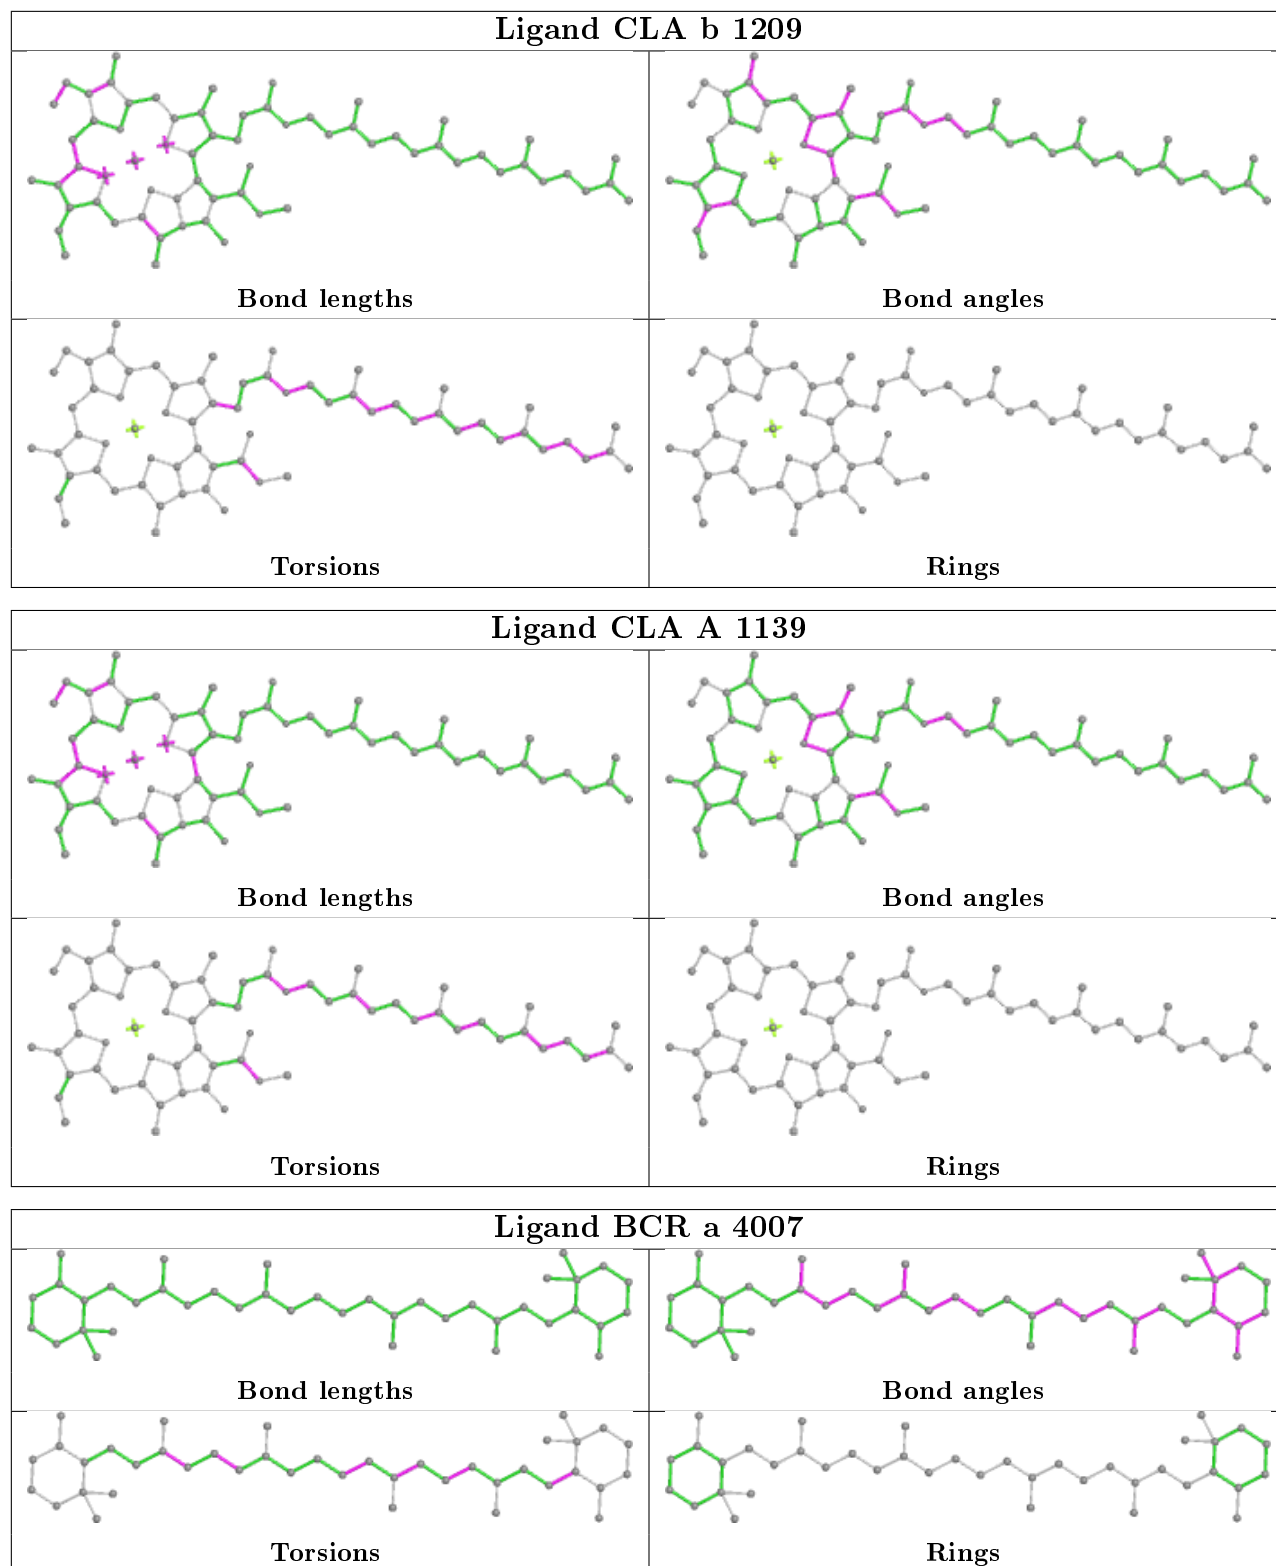 Ligand CLA b 1209
Bond lengths
Bond angles
Torsions
Rings
Ligand CLA A 1139
Bond lengths
Bond angles
Torsions
Rings
Ligand BCR a 4007
Bond lengths
Bond angles
Torsions
Rings